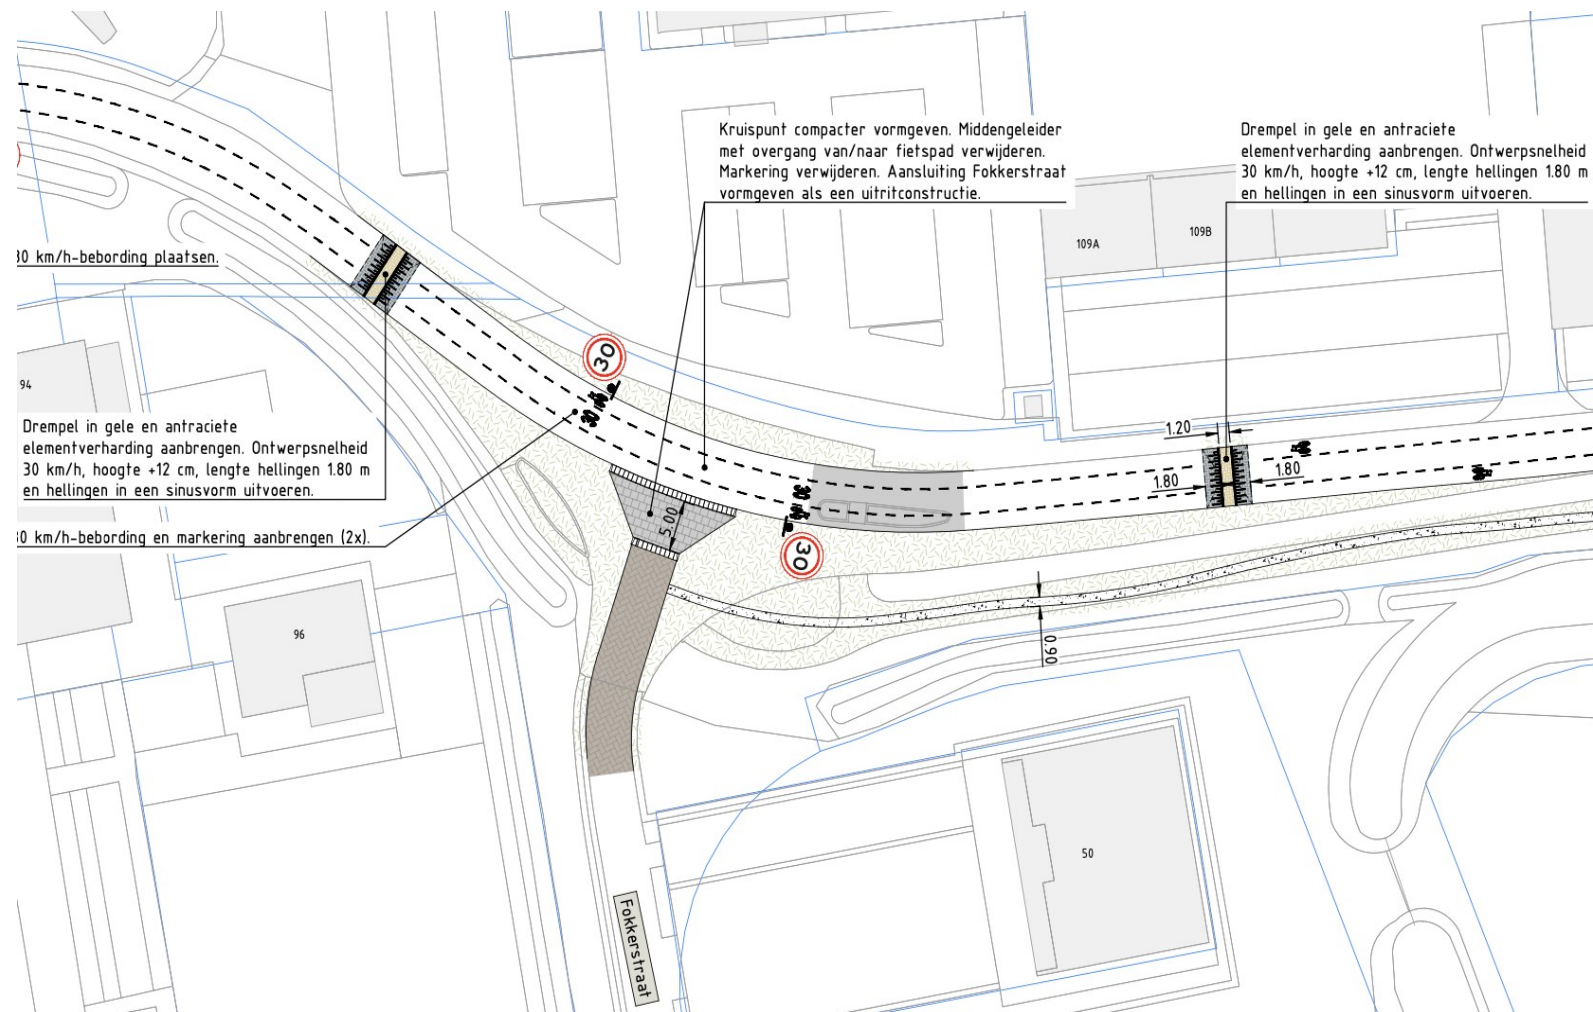 Kruispunt compacter vormgeven. Middengeleider
met overgang van/naar fietspad verwijderen.
Markering verwijderen. Aansluiting Fokkerstraat
vormgeven als een uitritconstructie.
Drempel in gele en antraciete
elementverharding aanbrengen. Ontwerpsnelheid
30 km/h, hoogte +12 cm, lengte hellingen 1.80 m
en hellingen in een sinusvorm uitvoeren.
109A
109B
30 km/h-bebording plaatsen.
30
94
Drempel in gele en antraciete
elementverharding aanbrengen. Ontwerpsnelheid
30 km/h, hoogte +12 cm, lengte hellingen 1.80 m
en hellingen in een sinusvorm uitvoeren.
30
1.20
1.80
1.80
30
5.00
30 km/h-bebording en markering aanbrengen (2x).
30
96
0.90
50
Fokkerstraat